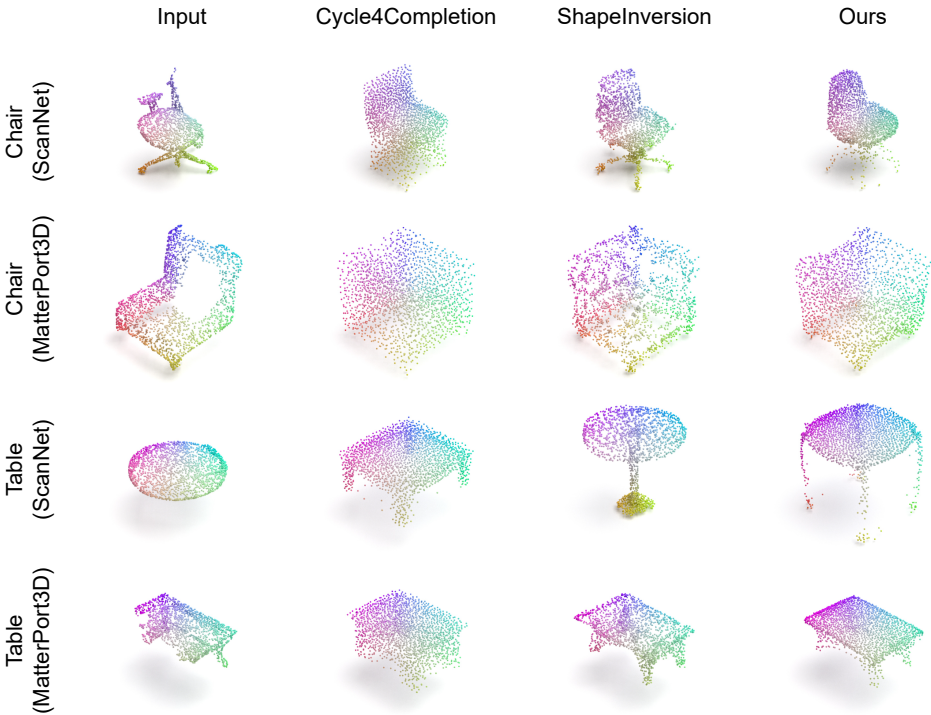 Input Cycle4Completion ShapeInversion Ours
Chair
(ScanNet)
Chair
(MatterPort3D)
Table
(ScanNet)
Table
(MatterPort3D)